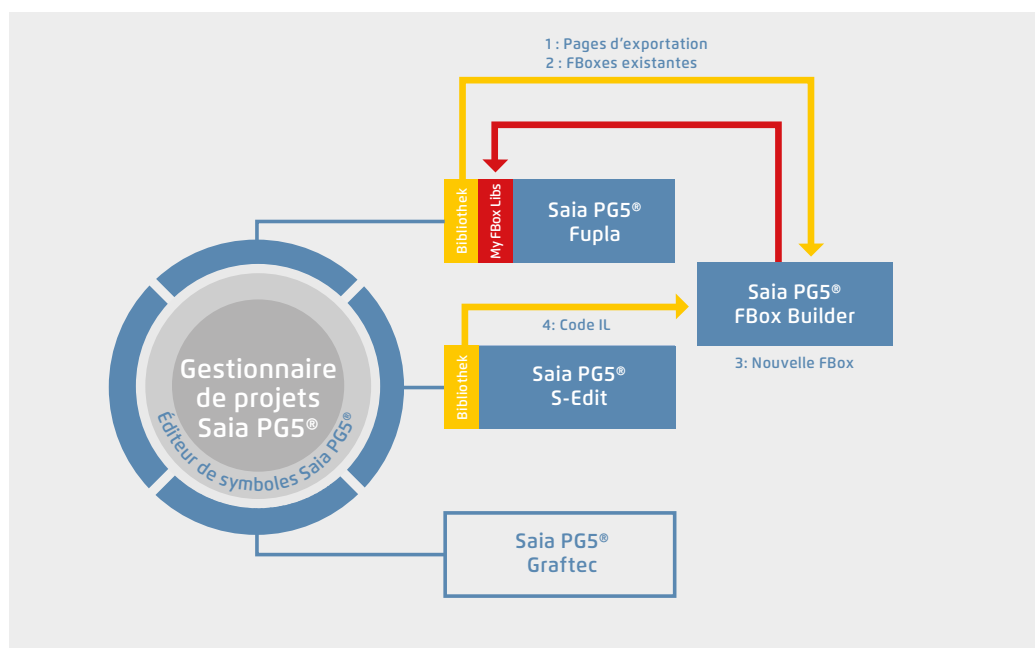 1 : Pages d'exportation
2 : FBoxes existantes
Bibliothek
My FBox Libs
Saia PG5®
Fupla
Saia PG5®
FBox Builder
3: Nouvelle FBox
4: Code IL
Bibliothek
Saia PG5®
S-Edit
Gestionnaire
de projets
Saia PG5®
Éditeur de symboles Saia PG5®
Saia PG5®
Graftec